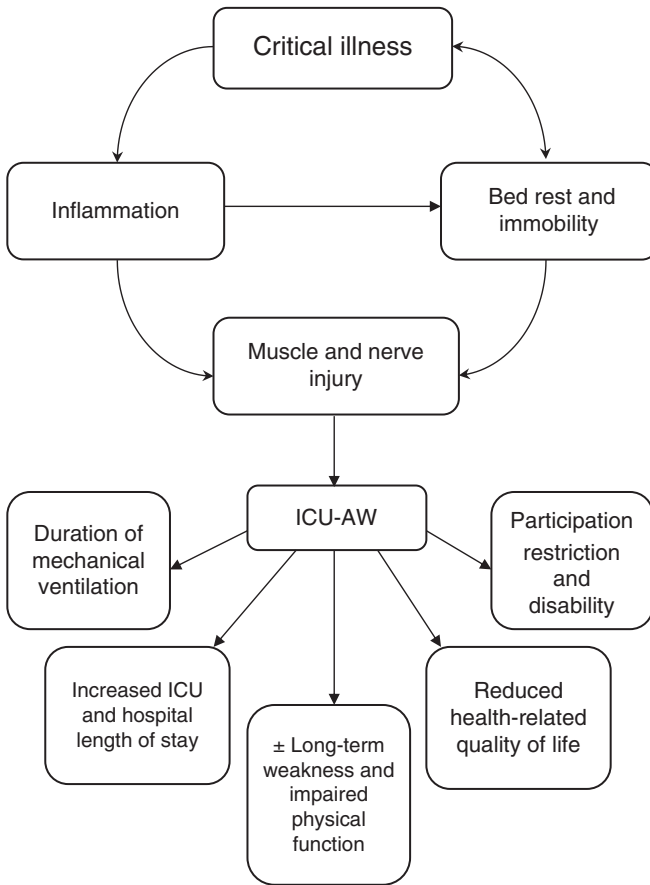 Critical illness
Inflammation
Bed rest and
immobility
Muscle and nerve
injury
ICU-AW
Duration of
mechanical
ventilation
Participation
restriction
and
disability
Increased ICU
and hospital
length of stay
± Long-term
weakness and
impaired
physical
function
Reduced
health-related
quality of life